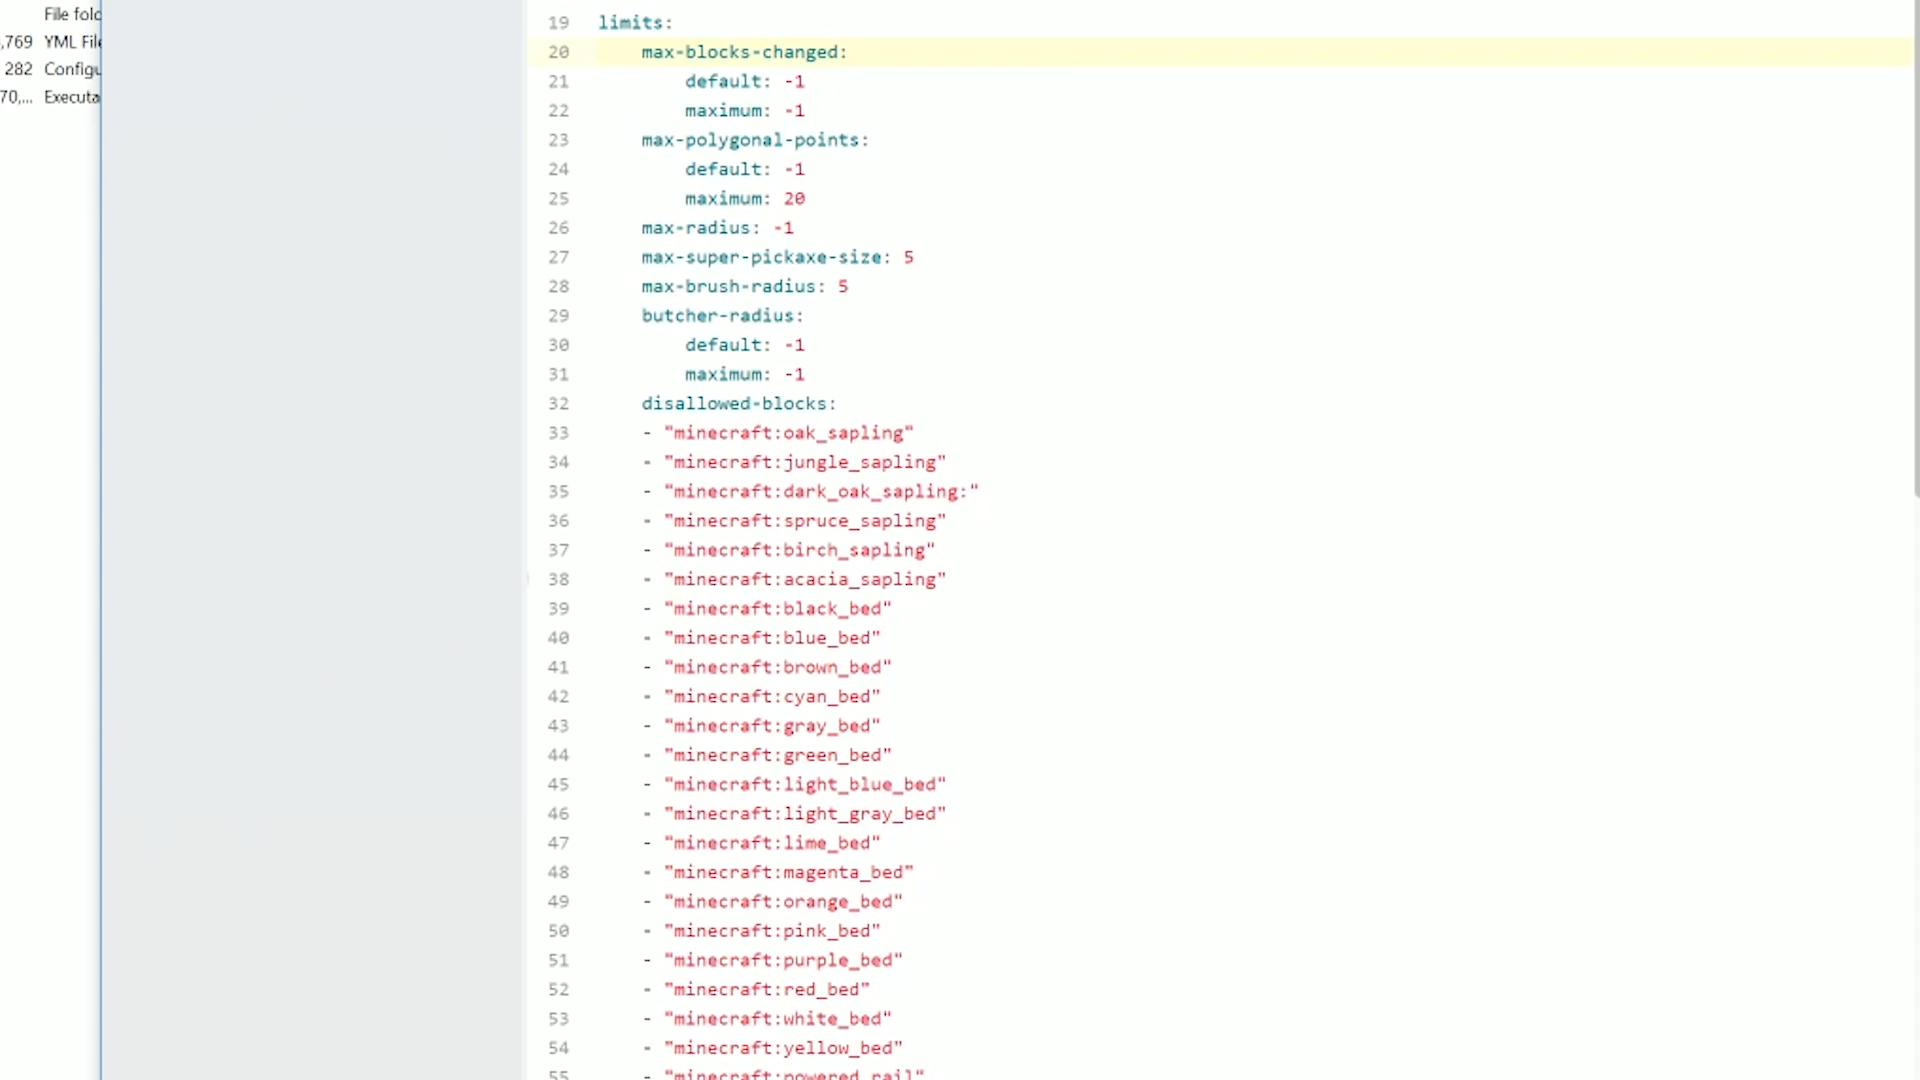 File fold
,769 YML File
282 Configu
70,... Executa
19 limits:
20 max-blocks-changed:
21 default: -1
22 maximum: -1
23 max-polygonal-points:
24 default: -1
25 maximum: 20
26 max-radius: -1
27 max-super-pickaxe-size: 5
28 max-brush-radius: 5
29 butcher-radius:
30 default: -1
31 maximum: -1
32 disallowed-blocks:
33 - "minecraft:oak_sapling"
34 - "minecraft:jungle_sapling"
35 - "minecraft:dark_oak_sapling:"
36 - "minecraft:spruce_sapling"
37 - "minecraft:birch_sapling"
38 - "minecraft:acacia_sapling"
39 - "minecraft:black_bed"
40 - "minecraft:blue_bed"
41 - "minecraft:brown_bed"
42 - "minecraft:cyan_bed"
43 - "minecraft:gray_bed"
44 - "minecraft:green_bed"
45 - "minecraft:light_blue_bed"
46 - "minecraft:light_gray_bed"
47 - "minecraft:lime_bed"
48 - "minecraft:magenta_bed"
49 - "minecraft:orange_bed"
50 - "minecraft:pink_bed"
51 - "minecraft:purple_bed"
52 - "minecraft:red_bed"
53 - "minecraft:white_bed"
54 - "minecraft:yellow_bed"
55 - "minecraft:powered_rail"